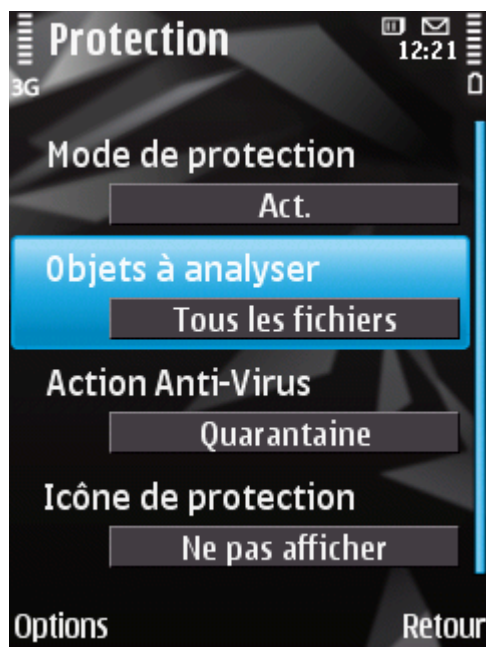 Protection
12:21
3G
Mode de protection
Act.
Objets à analyser
Tous les fichiers
Action Anti-Virus
Quarantaine
Icône de protection
Ne pas afficher
Options Retour